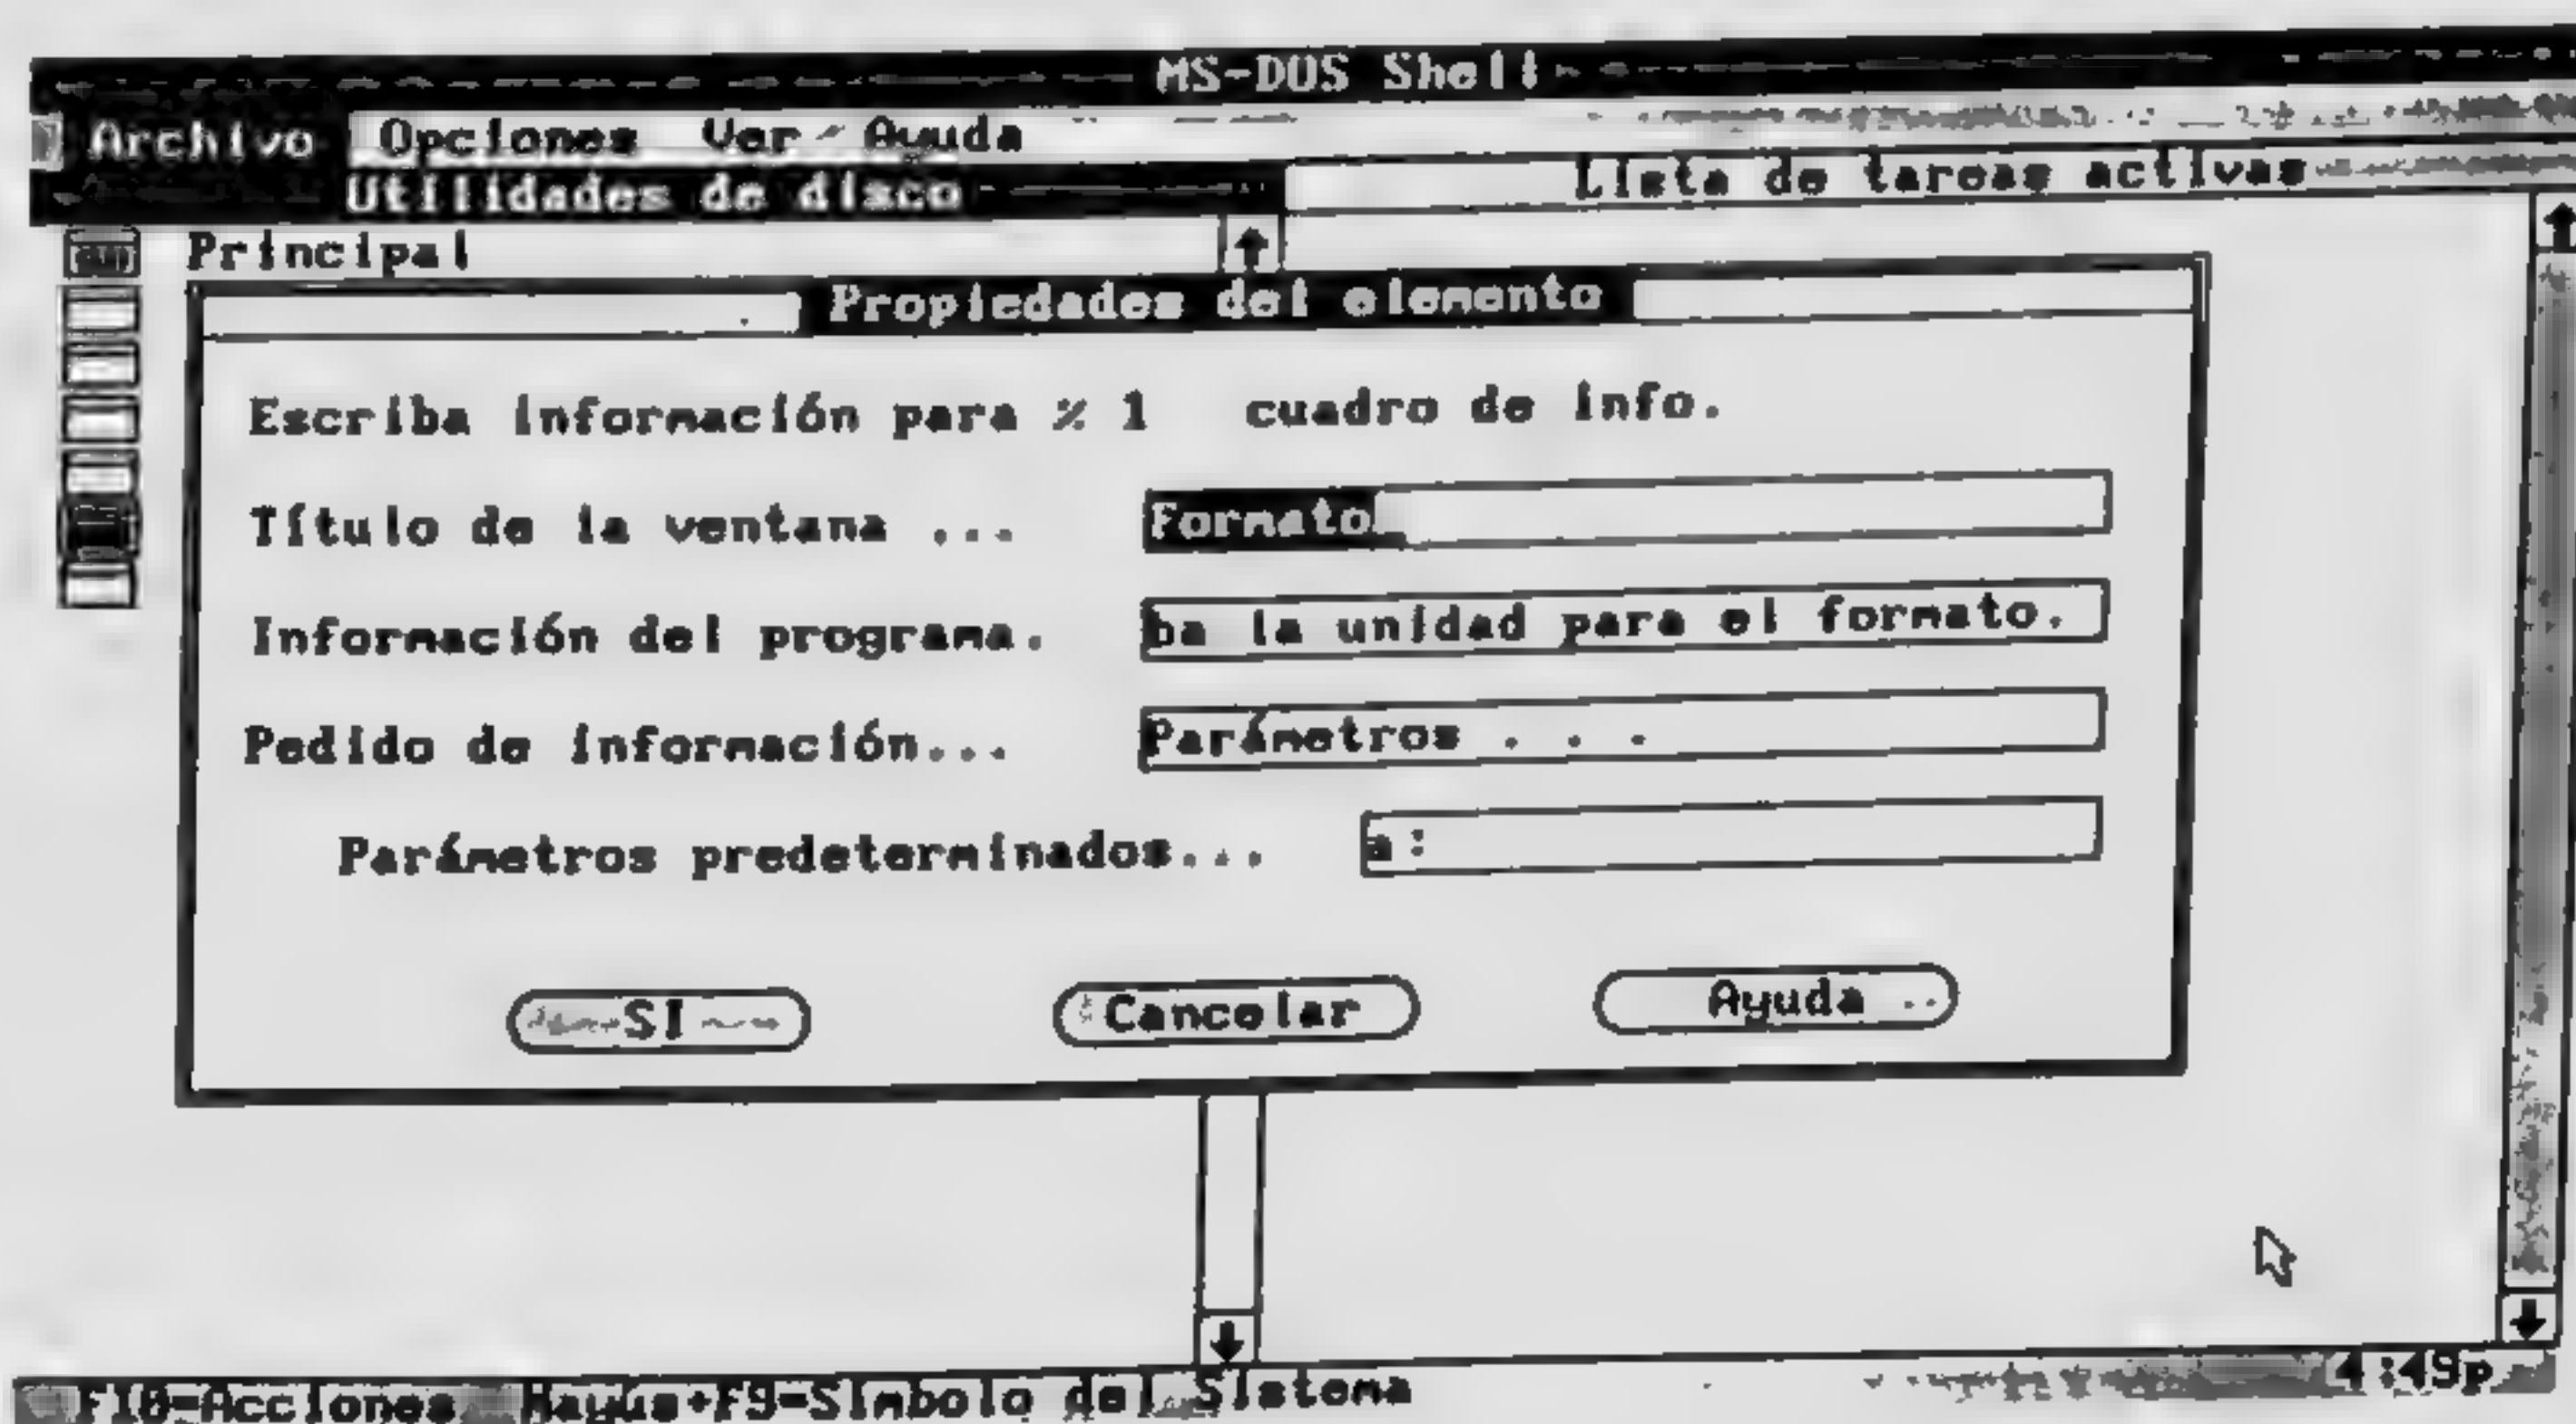 MS-DOS Shell
Archivo Opciones Ver Ayuda
Utilidades de disco
Lista de tareas activas
Principal
Propiedades del elemento
Escriba información para % 1 cuadro de info.
Título de la ventana ... Formato
Información del programa. ba la unidad para el formato.
Pedido de información... Parámetros . . .
Parámetros predeterminados... a:
SI Cancelar Ayuda
F10=Acciones Mayús+F9=Símbolo del Sistema 4:49p